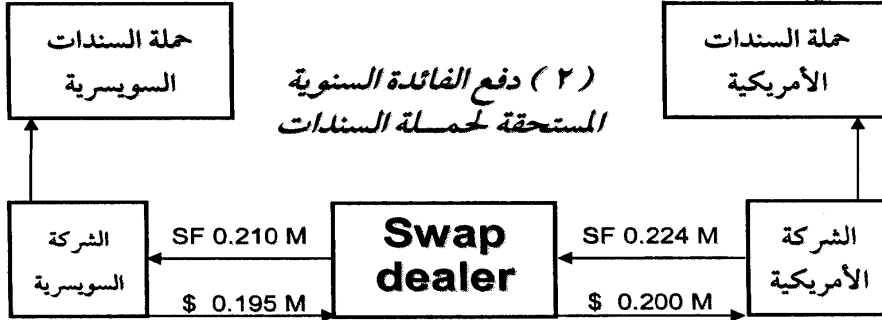 حملة السندات
السويسرية
( ٢ ) دفع الفائدة السنوية
المستحقة لحمـــلة السندات
حملة السندات
الأمريكية
الشركة
السويسرية
SF 0.210 M
$ 0.195 M
Swap
dealer
SF 0.224 M
$ 0.200 M
الشركة
الأمريكية